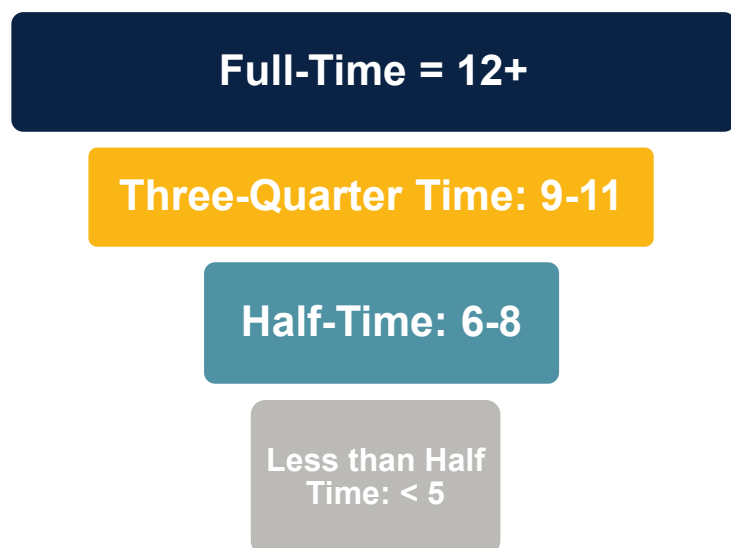 Full-Time = 12+
Three-Quarter Time: 9-11
Half-Time: 6-8
Less than Half
Time: < 5